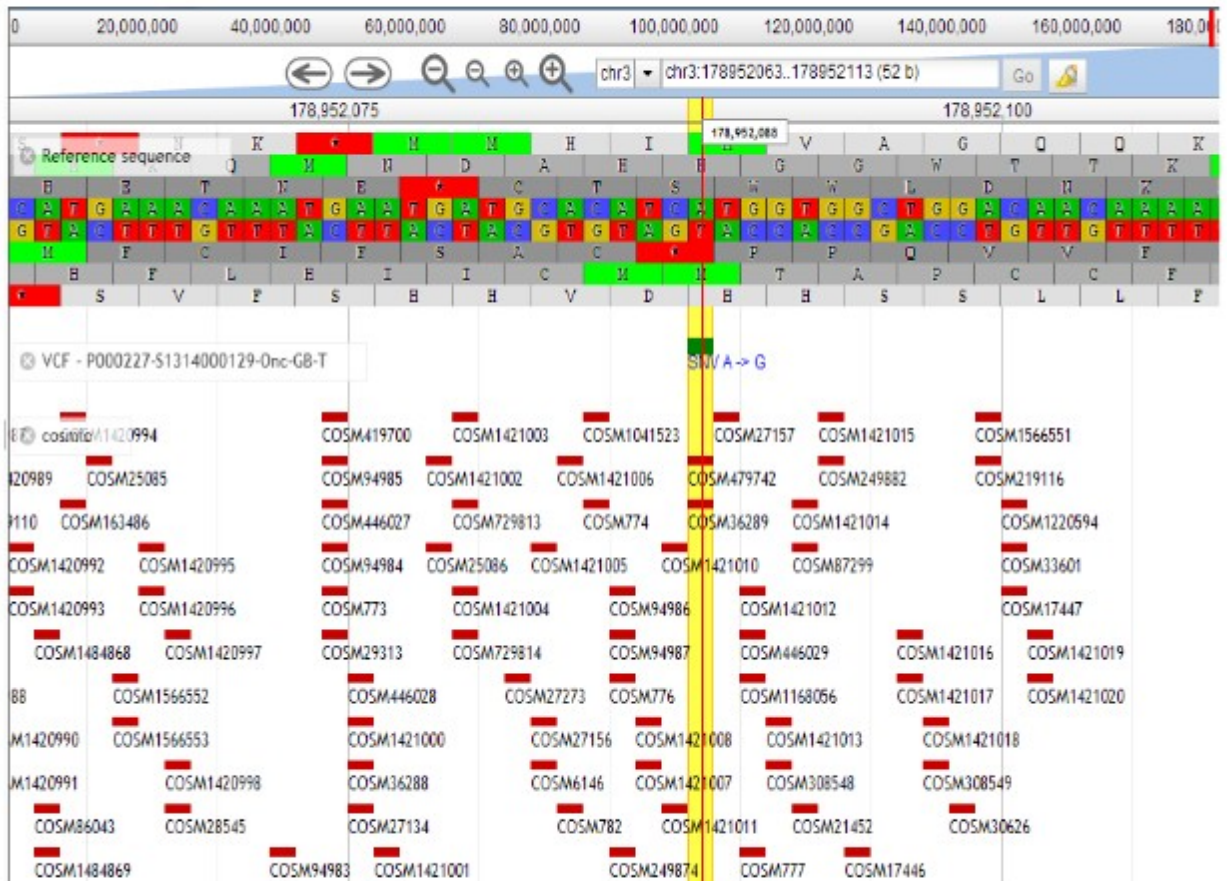 0 20,000,000 40,000,000 60,000,000 80,000,000 100,000,000 120,000,000 140,000,000 160,000,000
chr3 chr3:178952063..178952113 (52 b) Go
178,952,075 178,952,100
178,952,088
K * M M H I V A G Q Q K
Reference sequence
Q M N D A H H G G W T T K
H E T N E * C T S W W L D N K
C A T G A A A C A A A T G A A T G A T G C A C A T C A T G G T G G C T G G A C A A C A A A A
G T A C T T T G T T T A C T T A C T A C G T G T A G T A C C A C C G A C C T G T T G T T T T
M F C I F S A C * P P Q V V F
H F L H I I C M M T A P C C F
* S V F S H H V D H H S S L L F
VCF - P000227-S1314000129-Onc-GB-T SNV A -> G
cosmic COSM419700 COSM1421003 COSM1041523 COSM27157 COSM1421015 COSM1566551
420989 COSM25085 COSM94985 COSM1421002 COSM1421006 COSM479742 COSM249882 COSM219116
9110 COSM163486 COSM446027 COSM729813 COSM774 COSM36289 COSM1421014 COSM1220594
COSM1420992 COSM1420995 COSM94984 COSM25086 COSM1421005 COSM1421010 COSM87299 COSM33601
COSM1420993 COSM1420996 COSM773 COSM1421004 COSM94986 COSM1421012 COSM17447
COSM1484868 COSM1420997 COSM29313 COSM729814 COSM94987 COSM446029 COSM1421016 COSM1421019
88 COSM1566552 COSM446028 COSM27273 COSM776 COSM1168056 COSM1421017 COSM1421020
M1420990 COSM1566553 COSM1421000 COSM27156 COSM1421008 COSM1421013 COSM1421018
M1420991 COSM1420998 COSM36288 COSM6146 COSM1421007 COSM308548 COSM308549
COSM86043 COSM28545 COSM27134 COSM782 COSM1421011 COSM21452 COSM30626
COSM1484869 COSM94983 COSM1421001 COSM249874 COSM777 COSM17446